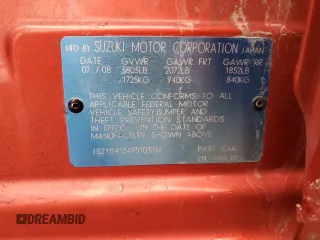 MFD BY SUZUKI MOTOR CORPORATION JAPAN
DATE GVWR GAWR FRT GAWR RR
07 / 08 3803LB 2072LB 1852LB
1725KG 940KG 840KG
THIS VEHICLE CONFORMS TO ALL
APPLICABLE FEDERAL MOTOR
VEHICLE SAFETY,BUMPER AND
THEFT PREVENTION STANDARDS
IN EFFECT ON THE DATE OF
MANUFACTURE SHOWN ABOVE.
PASS CAR
© DREAMBID